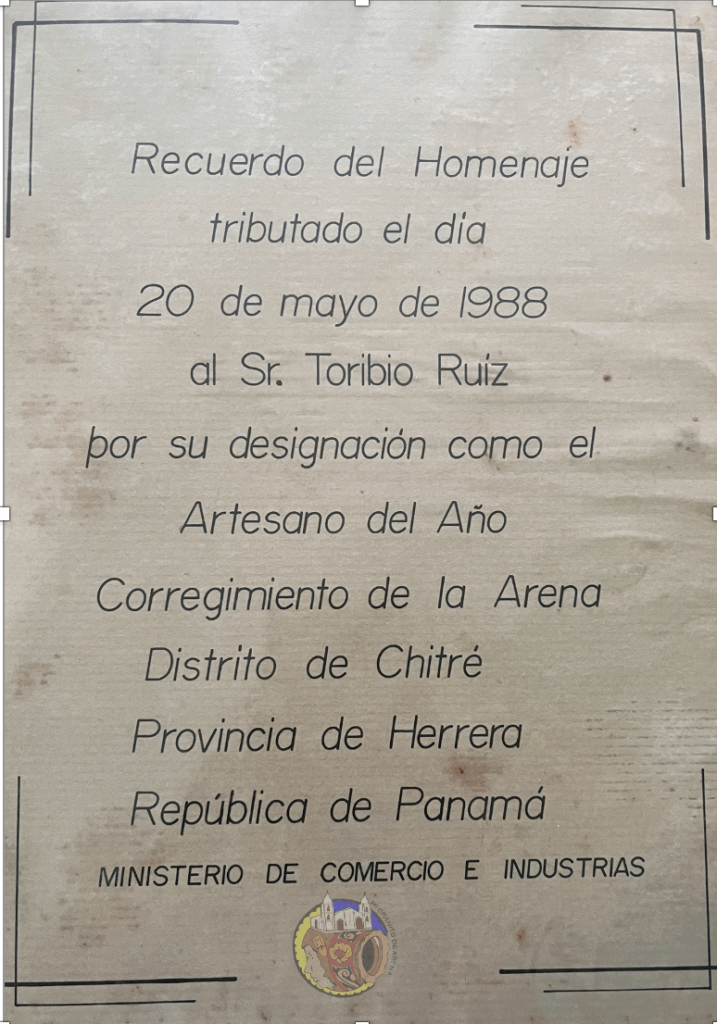 Recuerdo del Homenaje
tributado el día
20 de mayo de 1988
al Sr. Toribio Ruíz
por su designación como el
Artesano del Año
Corregimiento de la Arena
Distrito de Chitré
Provincia de Herrera
República de Panamá
MINISTERIO DE COMERCIO E INDUSTRIAS